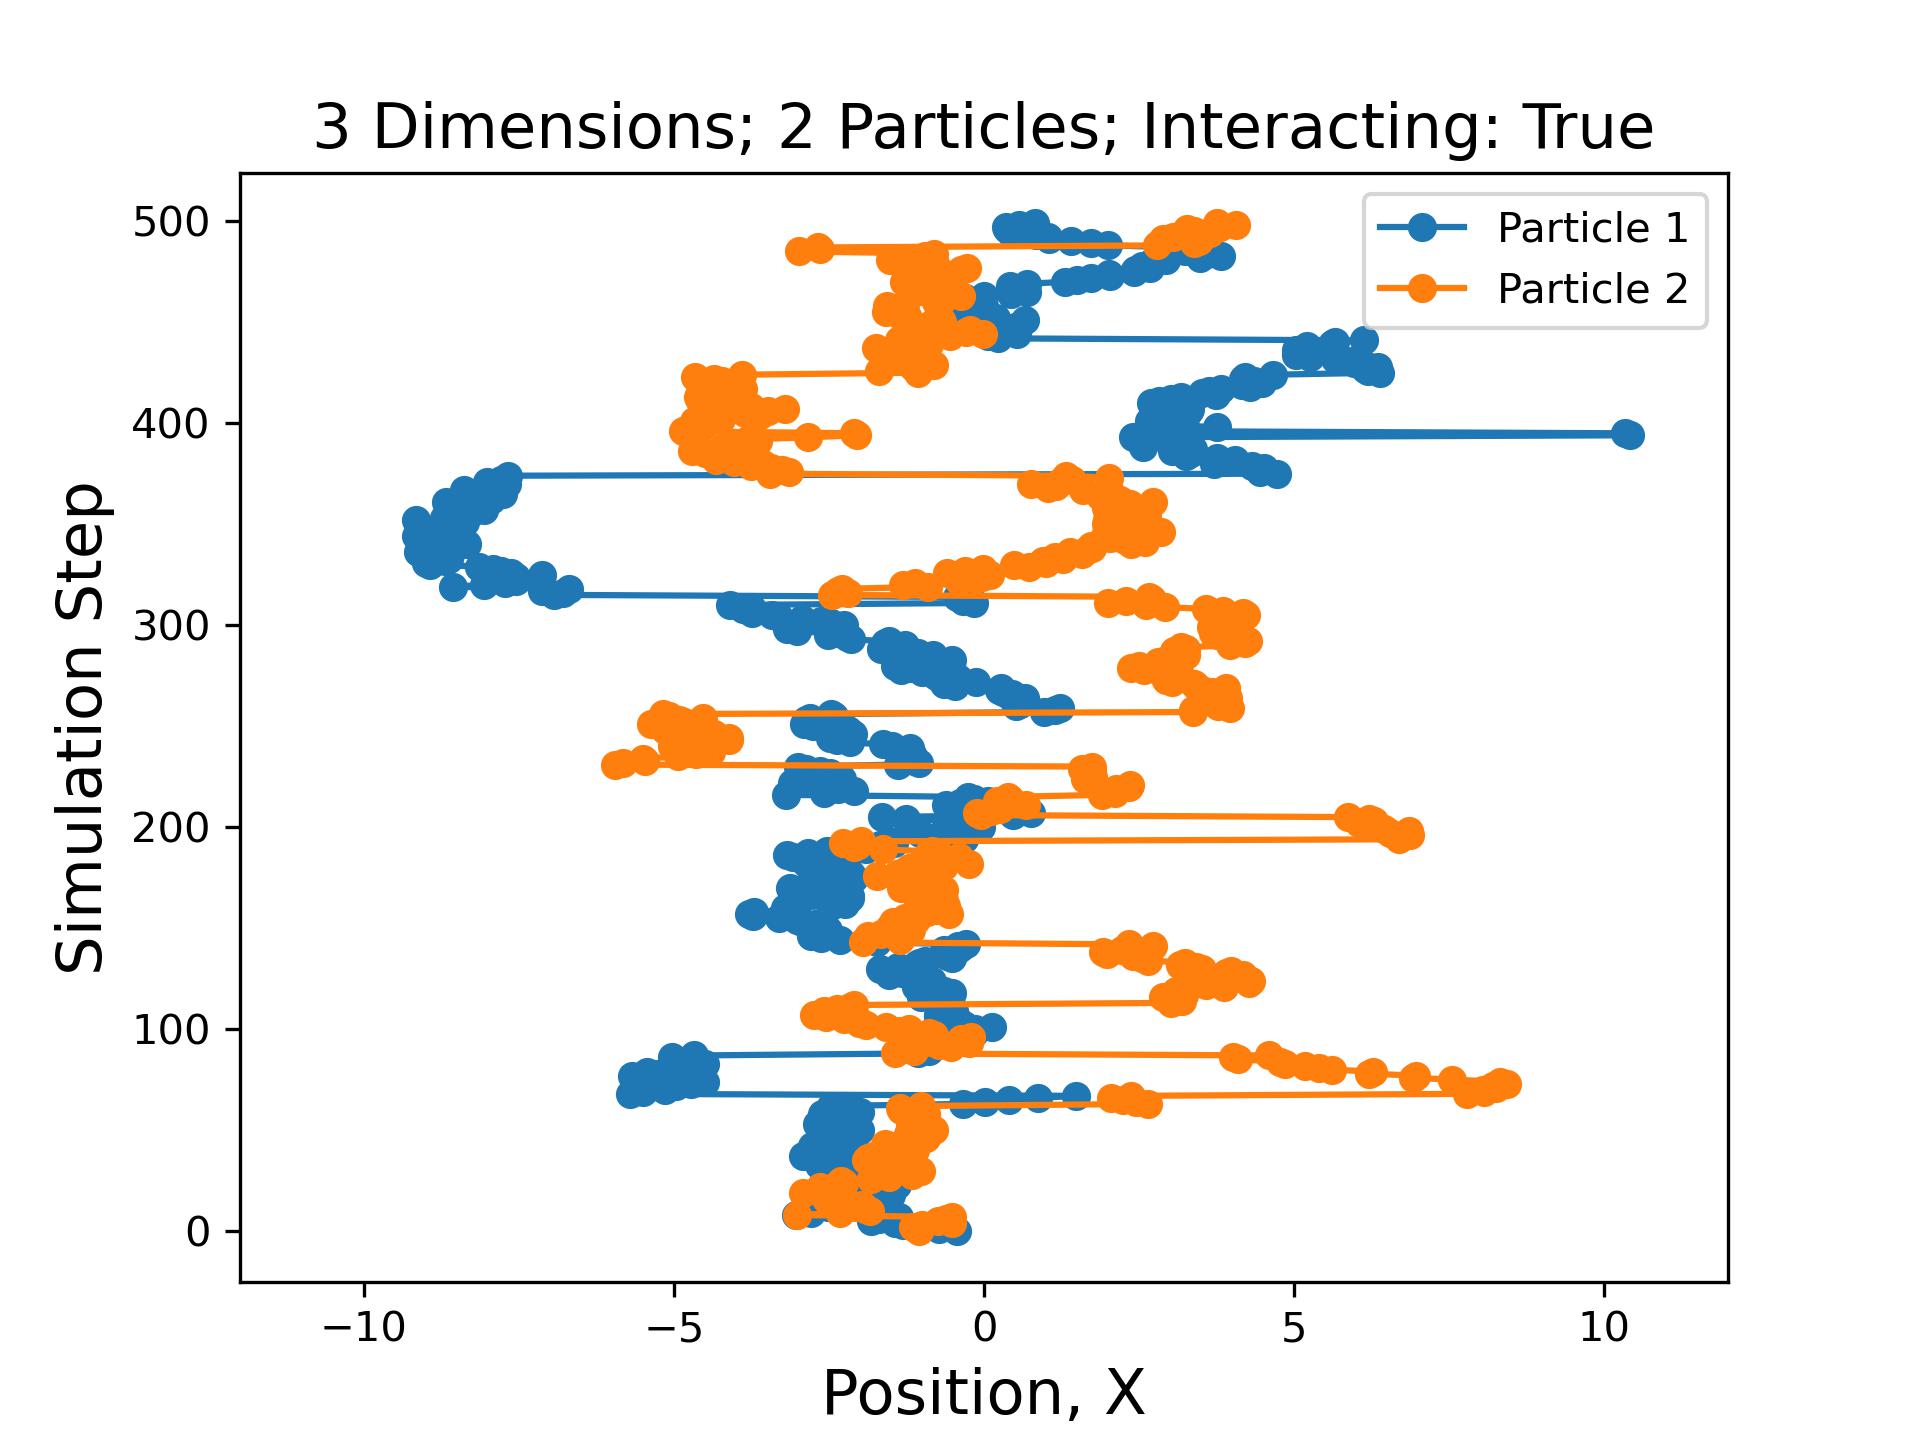 3 Dimensions; 2 Particles; Interacting: True
Particle 1
Particle 2
500
400
300
200
100
0
Simulation Step
−10
−5
0
5
10
Position, X